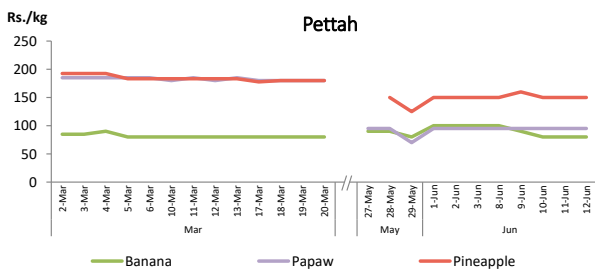 Rs./kg
Pettah
250
200
150
100
50
0
2-Mar
3-Mar
4-Mar
5-Mar
6-Mar
10-Mar
11-Mar
12-Mar
13-Mar
17-Mar
18-Mar
19-Mar
20-Mar
27-May
28-May
29-May
1-Jun
2-Jun
3-Jun
8-Jun
9-Jun
10-Jun
11-Jun
12-Jun
Mar
May
Jun
Banana
Papaw
Pineapple